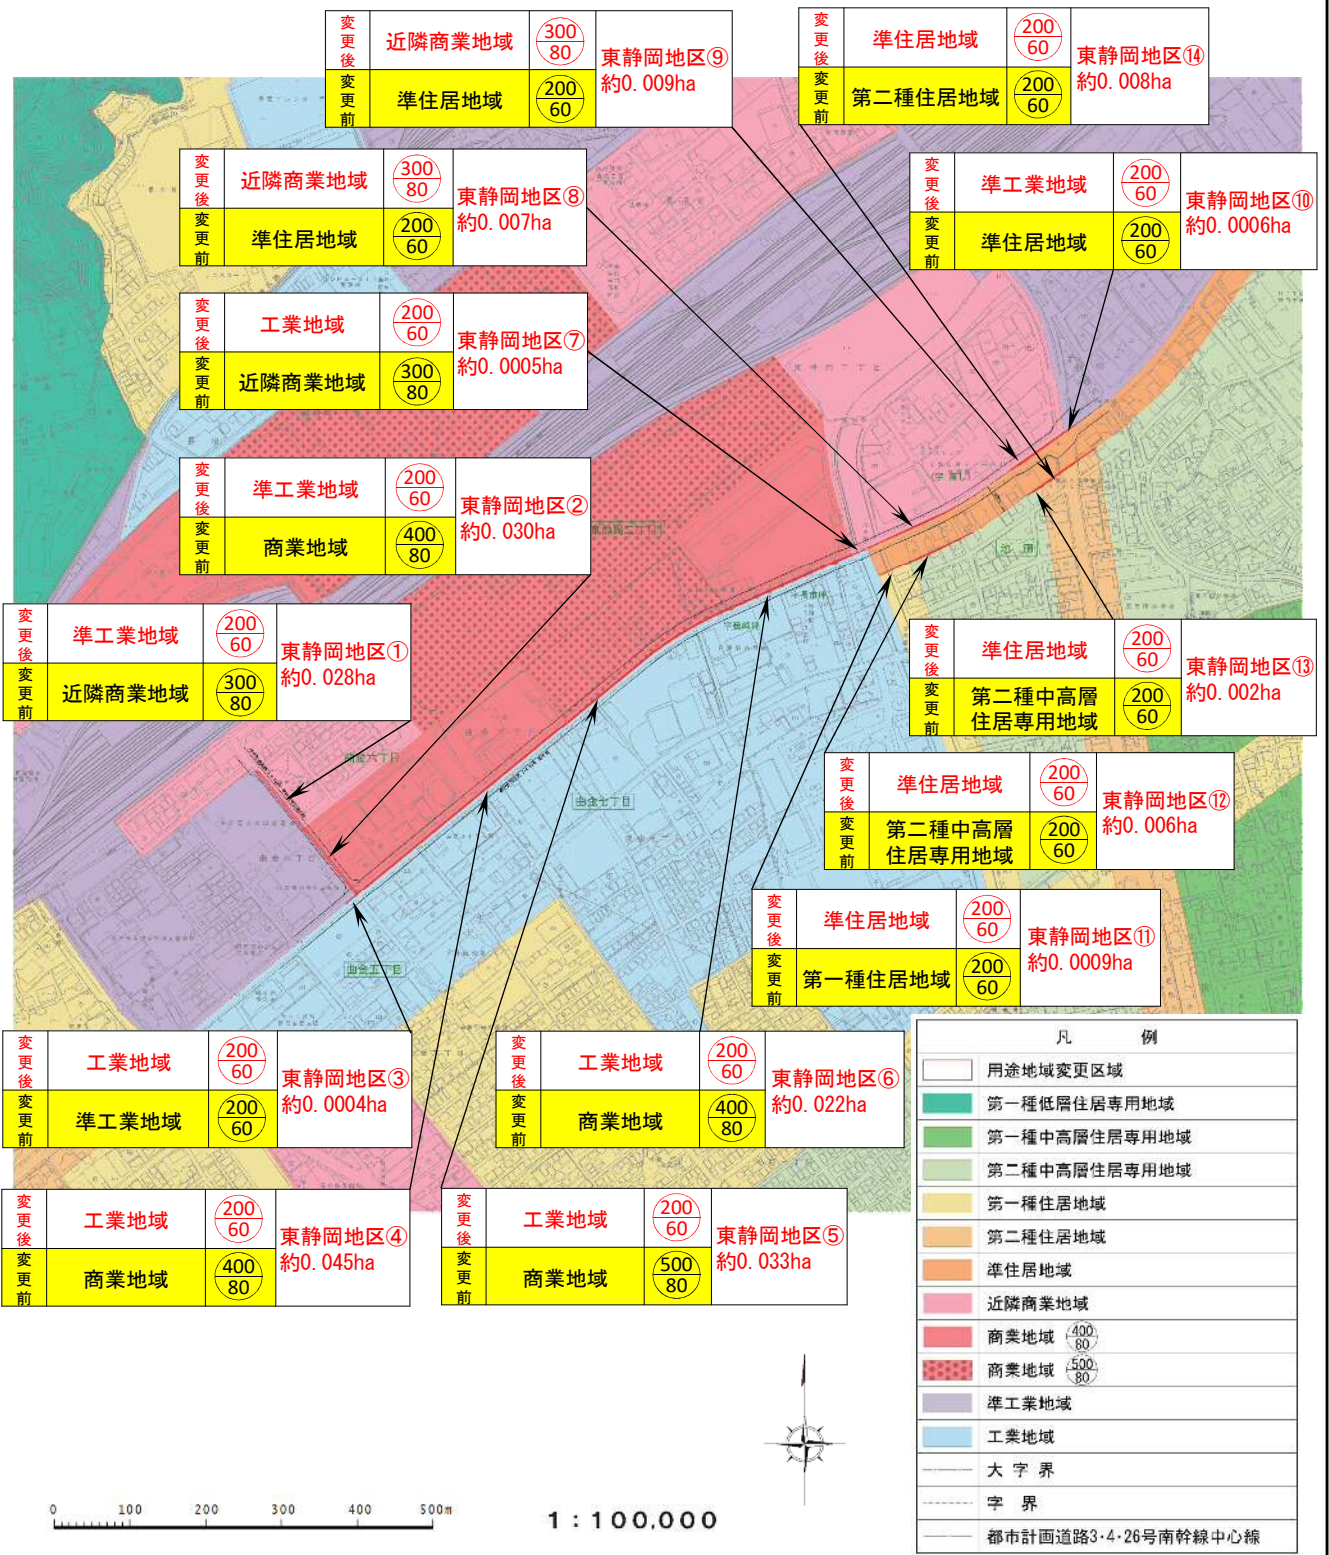 変更後
近隣商業地域
300
80
変更前
準住居地域
200
60
東静岡地区⑨
約0.009ha
変更後
準住居地域
200
60
変更前
第二種住居地域
200
60
東静岡地区⑭
約0.008ha
変更後
近隣商業地域
300
80
変更前
準住居地域
200
60
東静岡地区⑧
約0.007ha
変更後
準工業地域
200
60
変更前
準住居地域
200
60
東静岡地区⑩
約0.0006ha
変更後
工業地域
200
60
変更前
近隣商業地域
300
80
東静岡地区⑦
約0.0005ha
変更後
準工業地域
200
60
変更前
商業地域
400
80
東静岡地区②
約0.030ha
変更後
準工業地域
200
60
変更前
近隣商業地域
300
80
東静岡地区①
約0.028ha
変更後
準住居地域
200
60
変更前
第二種中高層
住居専用地域
200
60
東静岡地区⑬
約0.002ha
変更後
準住居地域
200
60
変更前
第二種中高層
住居専用地域
200
60
東静岡地区⑫
約0.006ha
変更後
準住居地域
200
60
変更前
第一種住居地域
200
60
東静岡地区⑪
約0.0009ha
曲金六丁目
曲金七丁目
曲金五丁目
池田
変更後
工業地域
200
60
変更前
準工業地域
200
60
東静岡地区③
約0.0004ha
変更後
工業地域
200
60
変更前
商業地域
400
80
東静岡地区⑥
約0.022ha
変更後
工業地域
200
60
変更前
商業地域
400
80
東静岡地区④
約0.045ha
変更後
工業地域
200
60
変更前
商業地域
500
80
東静岡地区⑤
約0.033ha
凡 例
用途地域変更区域
第一種低層住居専用地域
第一種中高層住居専用地域
第二種中高層住居専用地域
第一種住居地域
第二種住居地域
準住居地域
近隣商業地域
商業地域 400
80
商業地域 500
80
準工業地域
工業地域
大字界
字界
都市計画道路3・4・26号南幹線中心線
0 100 200 300 400 500m
1:100,000